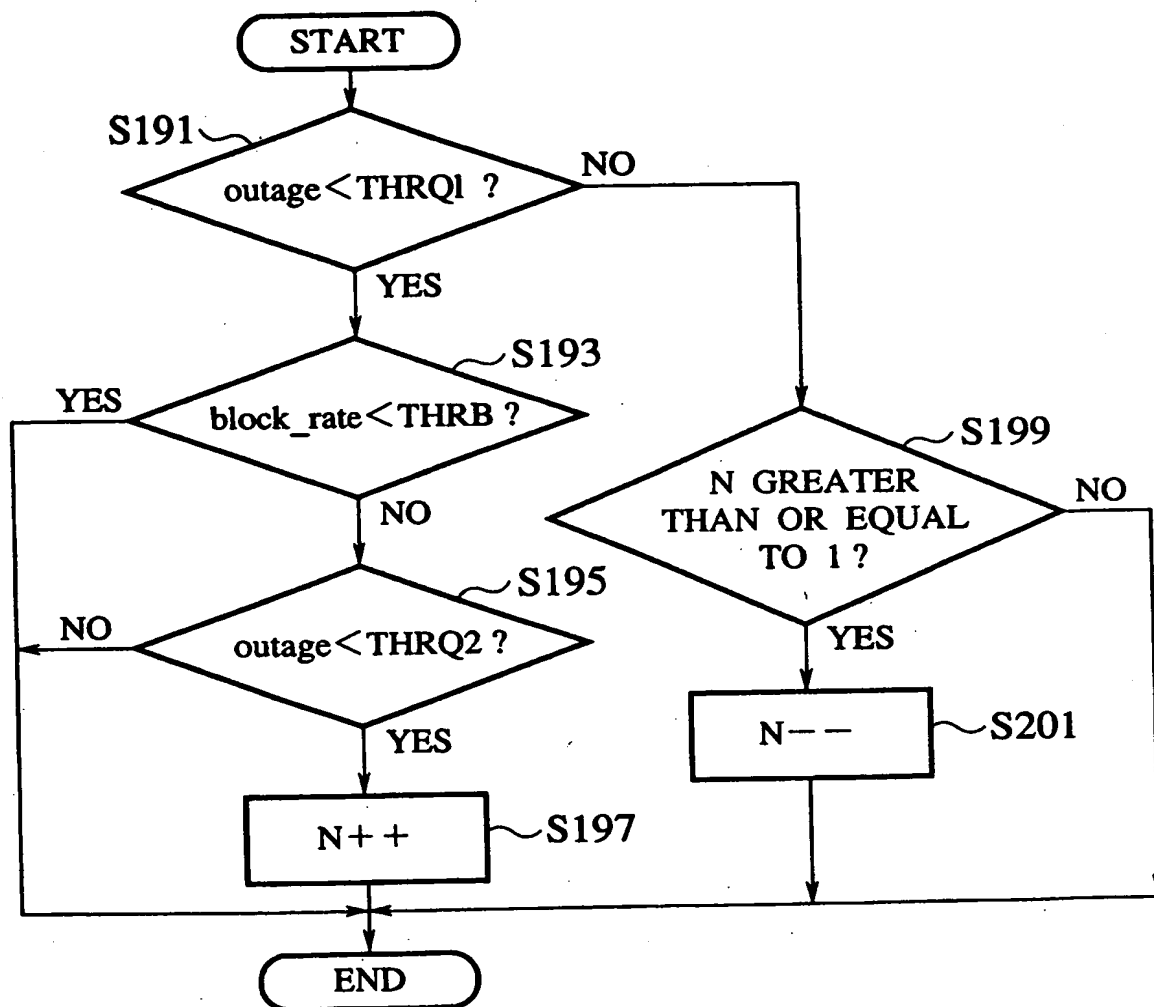 START
S191
outage<THRQ1 ?
NO
YES
S193
YES
block_rate<THRB ?
NO
S199
N GREATER
THAN OR EQUAL
TO 1 ?
NO
S195
NO
outage<THRQ2 ?
YES
YES
N−−
S201
N++
S197
END